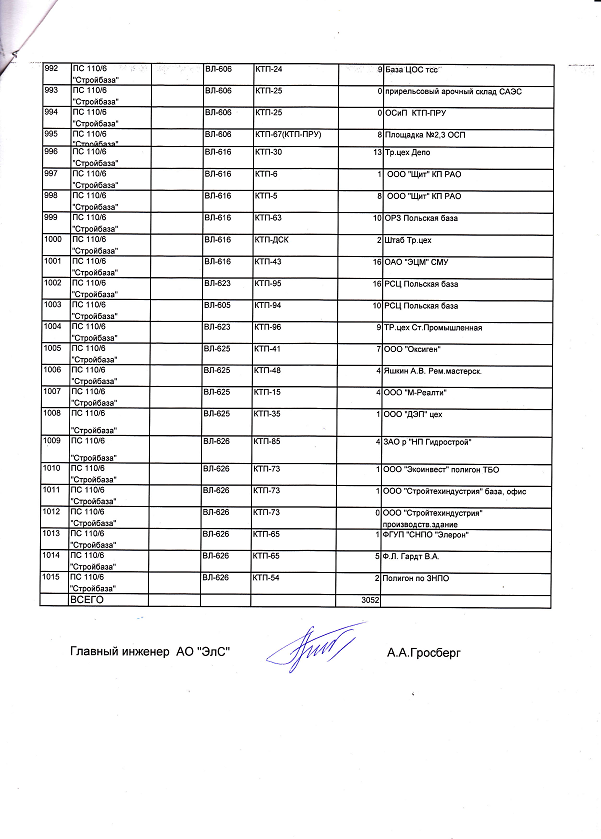 992 ПС 110/6 ВЛ-606 КТП-24 9 База ЦОС тсс
"Стройбаза"
993 ПС 110/6 ВЛ-606 КТП-25 0 прирельсовый арочный склад САЭС
"Стройбаза"
994 ПС 110/6 ВЛ-606 КТП-25 0 ОСиП КТП-ПРУ
"Стройбаза"
995 ПС 110/6 ВЛ-606 КТП-67(КТП-ПРУ) 8 Площадка №2,3 ОСП
"Стройбаза"
996 ПС 110/6 ВЛ-616 КТП-30 13 Тр.цех Депо
"Стройбаза"
997 ПС 110/6 ВЛ-616 КТП-6 1 ООО "Щит" КП РАО
"Стройбаза"
998 ПС 110/6 ВЛ-616 КТП-5 8 ООО "Щит" КП РАО
"Стройбаза"
999 ПС 110/6 ВЛ-616 КТП-63 10 ОРЗ Польская база
"Стройбаза"
1000 ПС 110/6 ВЛ-616 КТП-ДСК 2 Штаб Тр.цех
"Стройбаза"
1001 ПС 110/6 ВЛ-616 КТП-43 16 ОАО "ЭЦМ" СМУ
"Стройбаза"
1002 ПС 110/6 ВЛ-623 КТП-95 16 РСЦ Польская база
"Стройбаза"
1003 ПС 110/6 ВЛ-605 КТП-94 10 РСЦ Польская база
"Стройбаза"
1004 ПС 110/6 ВЛ-623 КТП-96 9 ТР.цех Ст.Промышленная
"Стройбаза"
1005 ПС 110/6 ВЛ-625 КТП-41 7 ООО "Оксиген"
"Стройбаза"
1006 ПС 110/6 ВЛ-625 КТП-48 4 Яшкин А.В. Рем.мастерск.
"Стройбаза"
1007 ПС 110/6 ВЛ-625 КТП-15 4 ООО "М-Реалти"
"Стройбаза"
1008 ПС 110/6 ВЛ-625 КТП-35 1 ООО "ДЭП" цех
"Стройбаза"
1009 ПС 110/6 ВЛ-626 КТП-85 4 ЗАО р "НП Гидрострой"
"Стройбаза"
1010 ПС 110/6 ВЛ-626 КТП-73 1 ООО "Экоинвест" полигон ТБО
"Стройбаза"
1011 ПС 110/6 ВЛ-626 КТП-73 1 ООО "Стройтехиндустрия" база, офис
"Стройбаза"
1012 ПС 110/6 ВЛ-626 КТП-73 0 ООО "Стройтехиндустрия"
"Стройбаза" производств.здание
1013 ПС 110/6 ВЛ-626 КТП-65 1 ФГУП "СНПО "Элерон"
"Стройбаза"
1014 ПС 110/6 ВЛ-626 КТП-65 5 Ф.Л. Гардт В.А.
"Стройбаза"
1015 ПС 110/6 ВЛ-626 КТП-54 2 Полигон по ЗНПО
"Стройбаза"
ВСЕГО 3052
Главный инженер АО "ЭлС" А.А.Гросберг